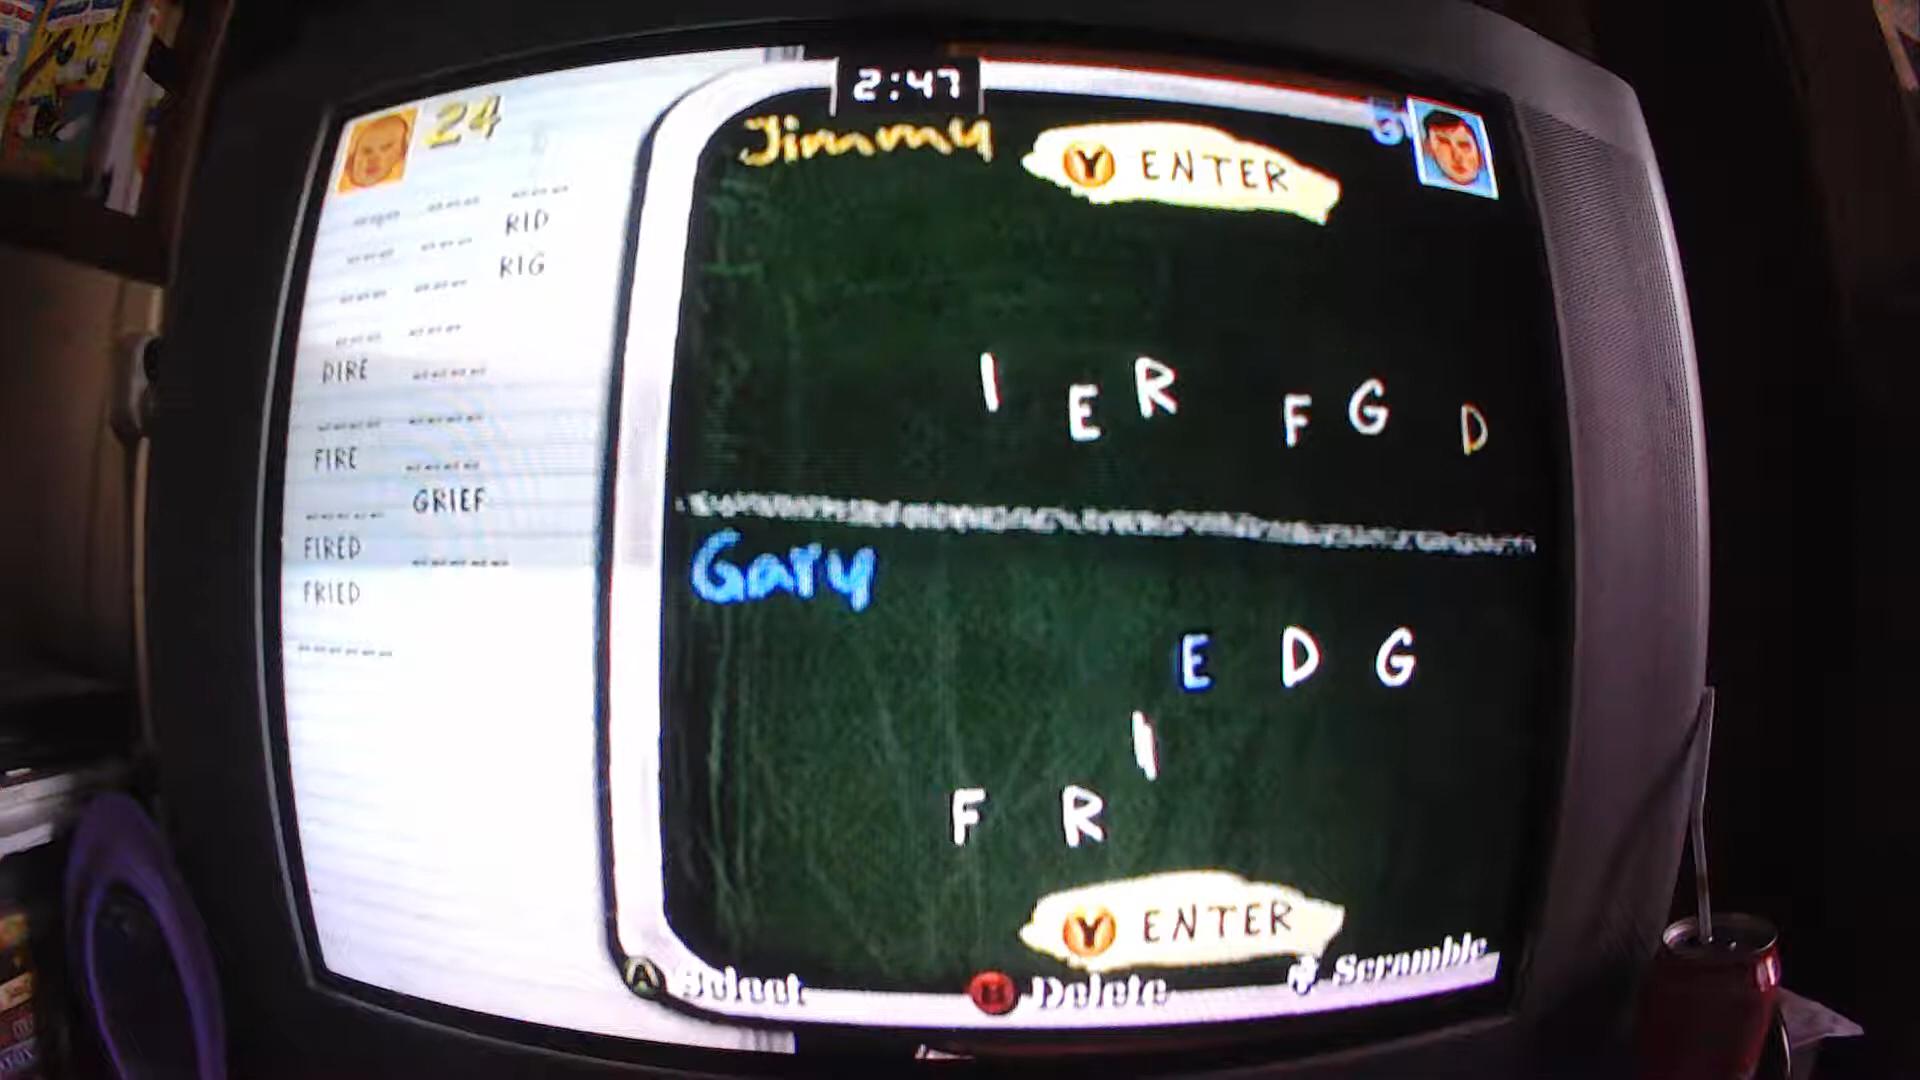 2:47
24
Jimmy
Y ENTER
RID
RIG
DIRE
I E R F G D
FIRE
GRIEF
FIRED
Gary
FRIED
E D G
I
F R
Y ENTER
A Select
Delete
Scramble